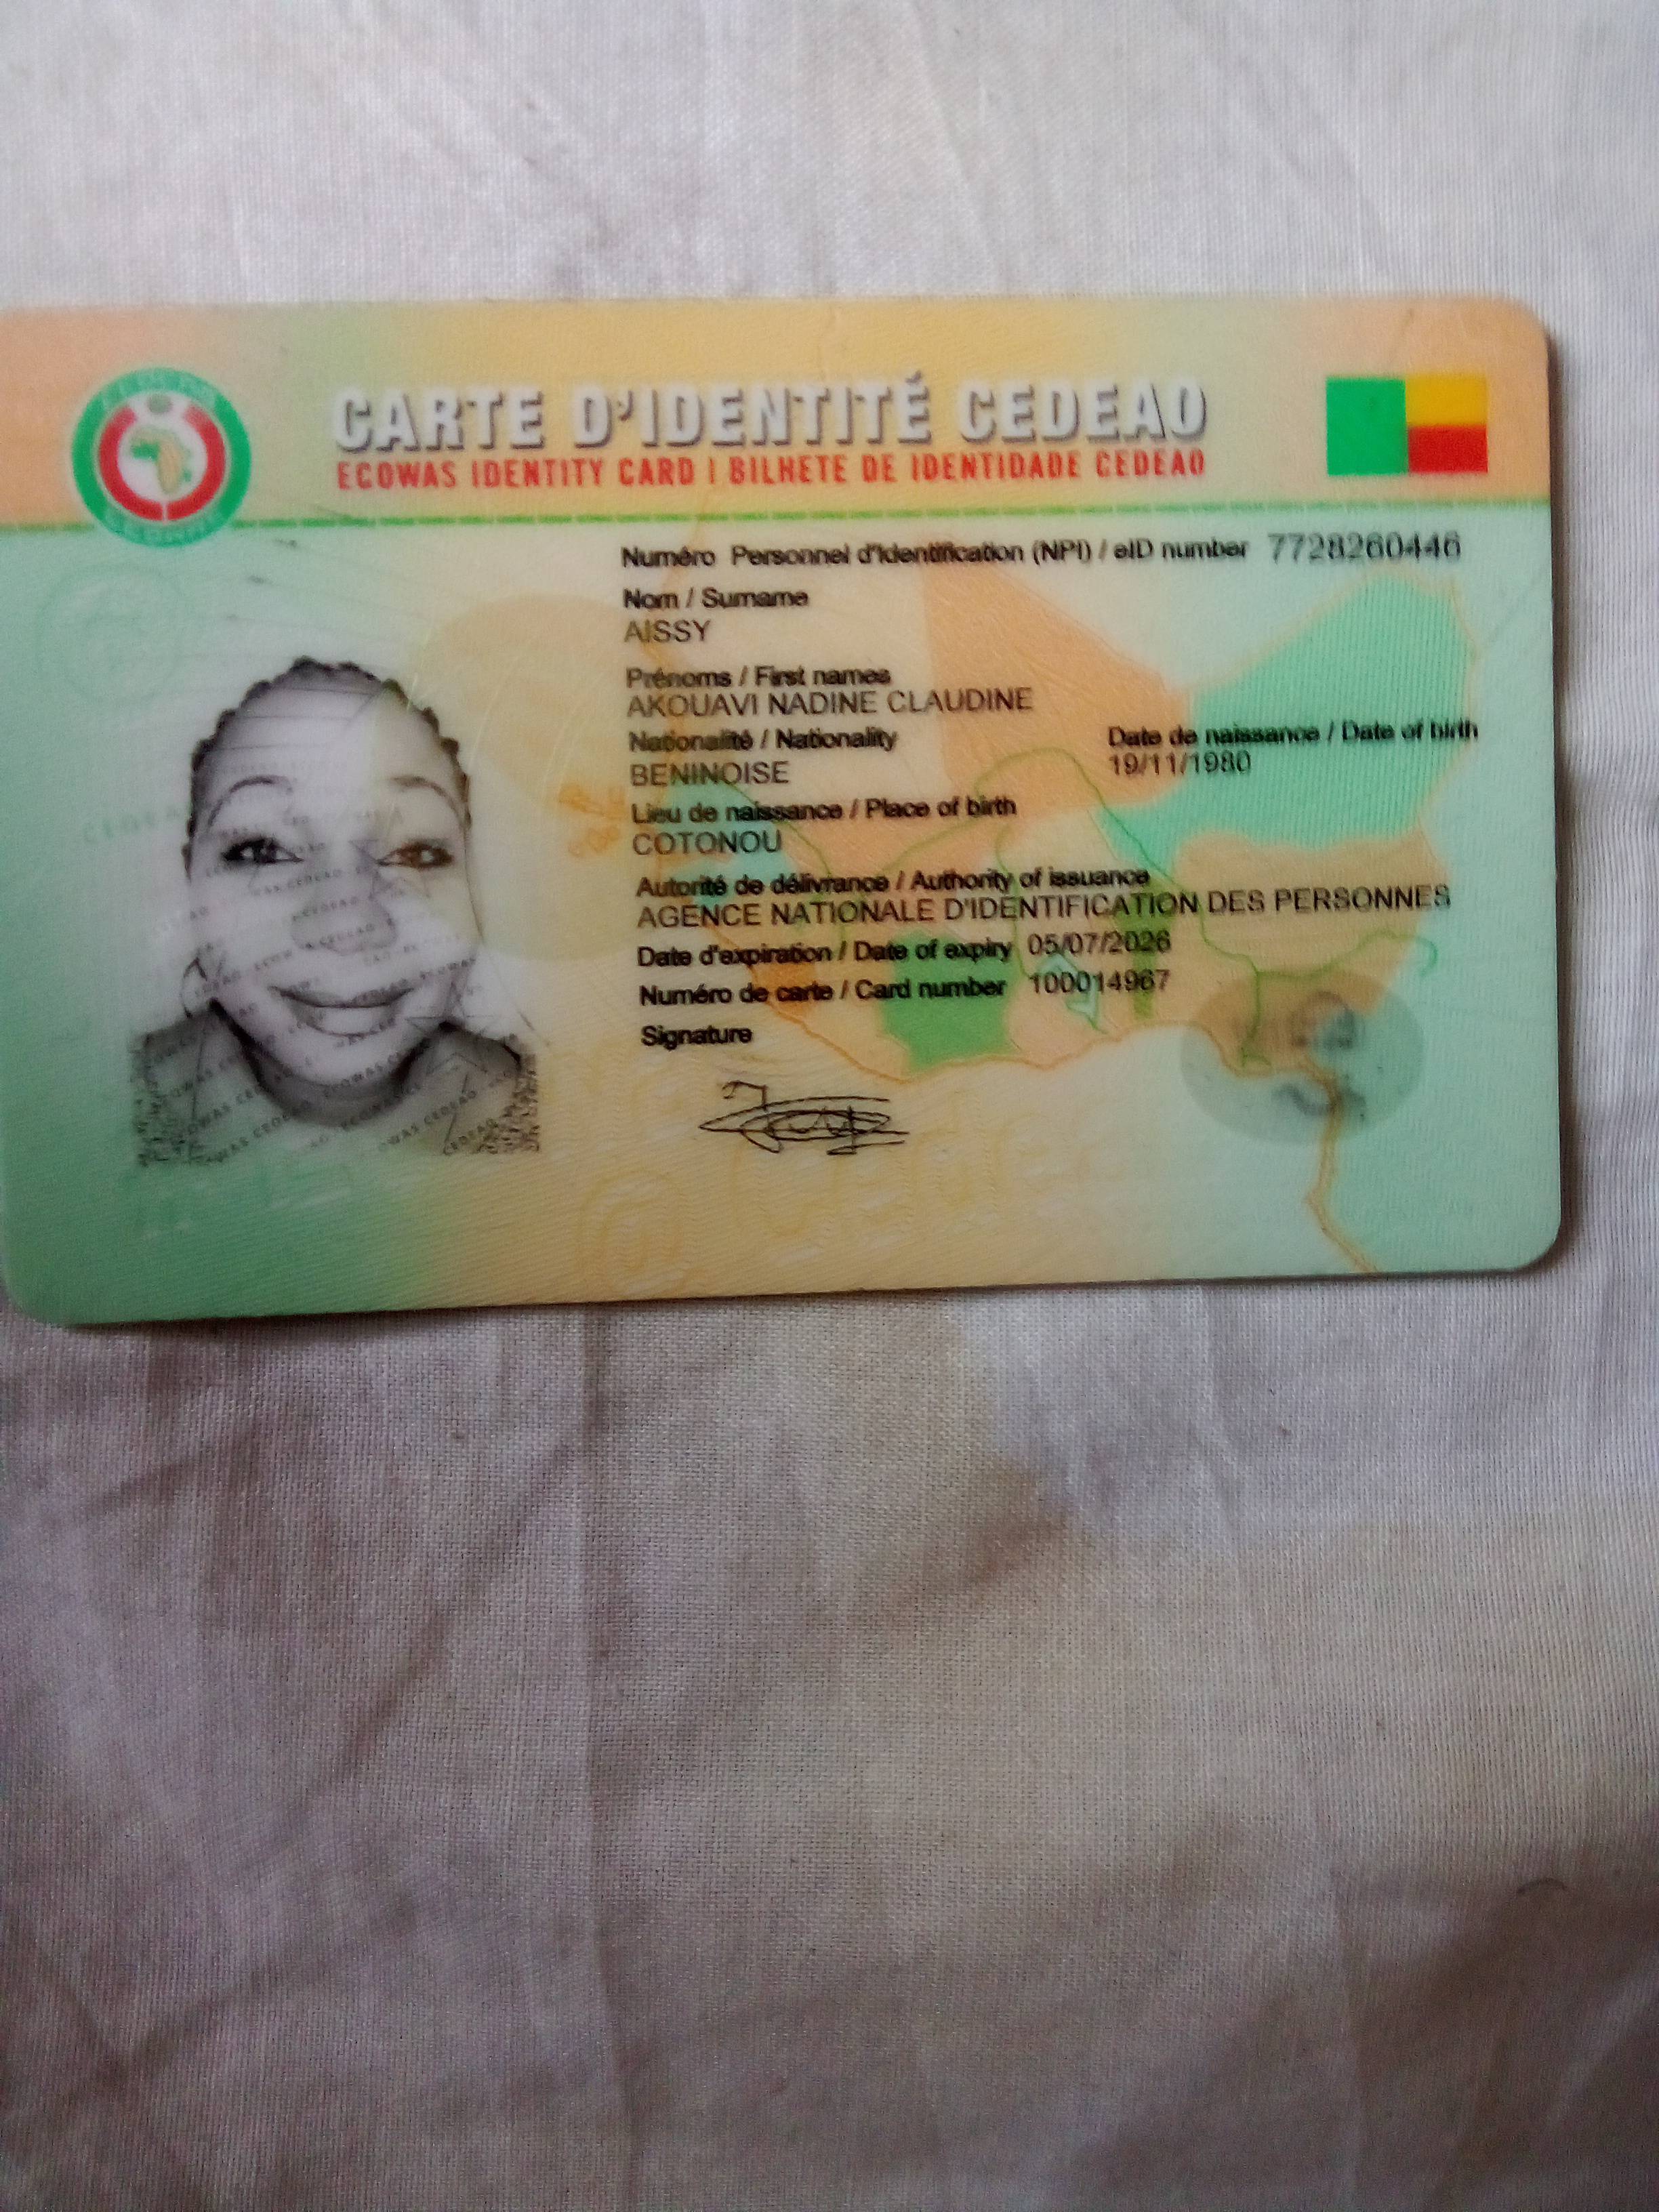 CARTE D'IDENTITÉ CEDEAO
ECOWAS IDENTITY CARD | BILHETE DE IDENTIDADE CEDEAO
Numéro Personnel d'Identification (NPI) / eID number 7728260446
Nom / Surname
AISSY
Prénoms / First names
AKOUAVI NADINE CLAUDINE
Nationalité / Nationality
BENINOISE
Date de naissance / Date of birth
19/11/1980
Lieu de naissance / Place of birth
COTONOU
Autorité de délivrance / Authority of issuance
AGENCE NATIONALE D'IDENTIFICATION DES PERSONNES
Date d'expiration / Date of expiry 05/07/2026
Numéro de carte / Card number 100014967
Signature